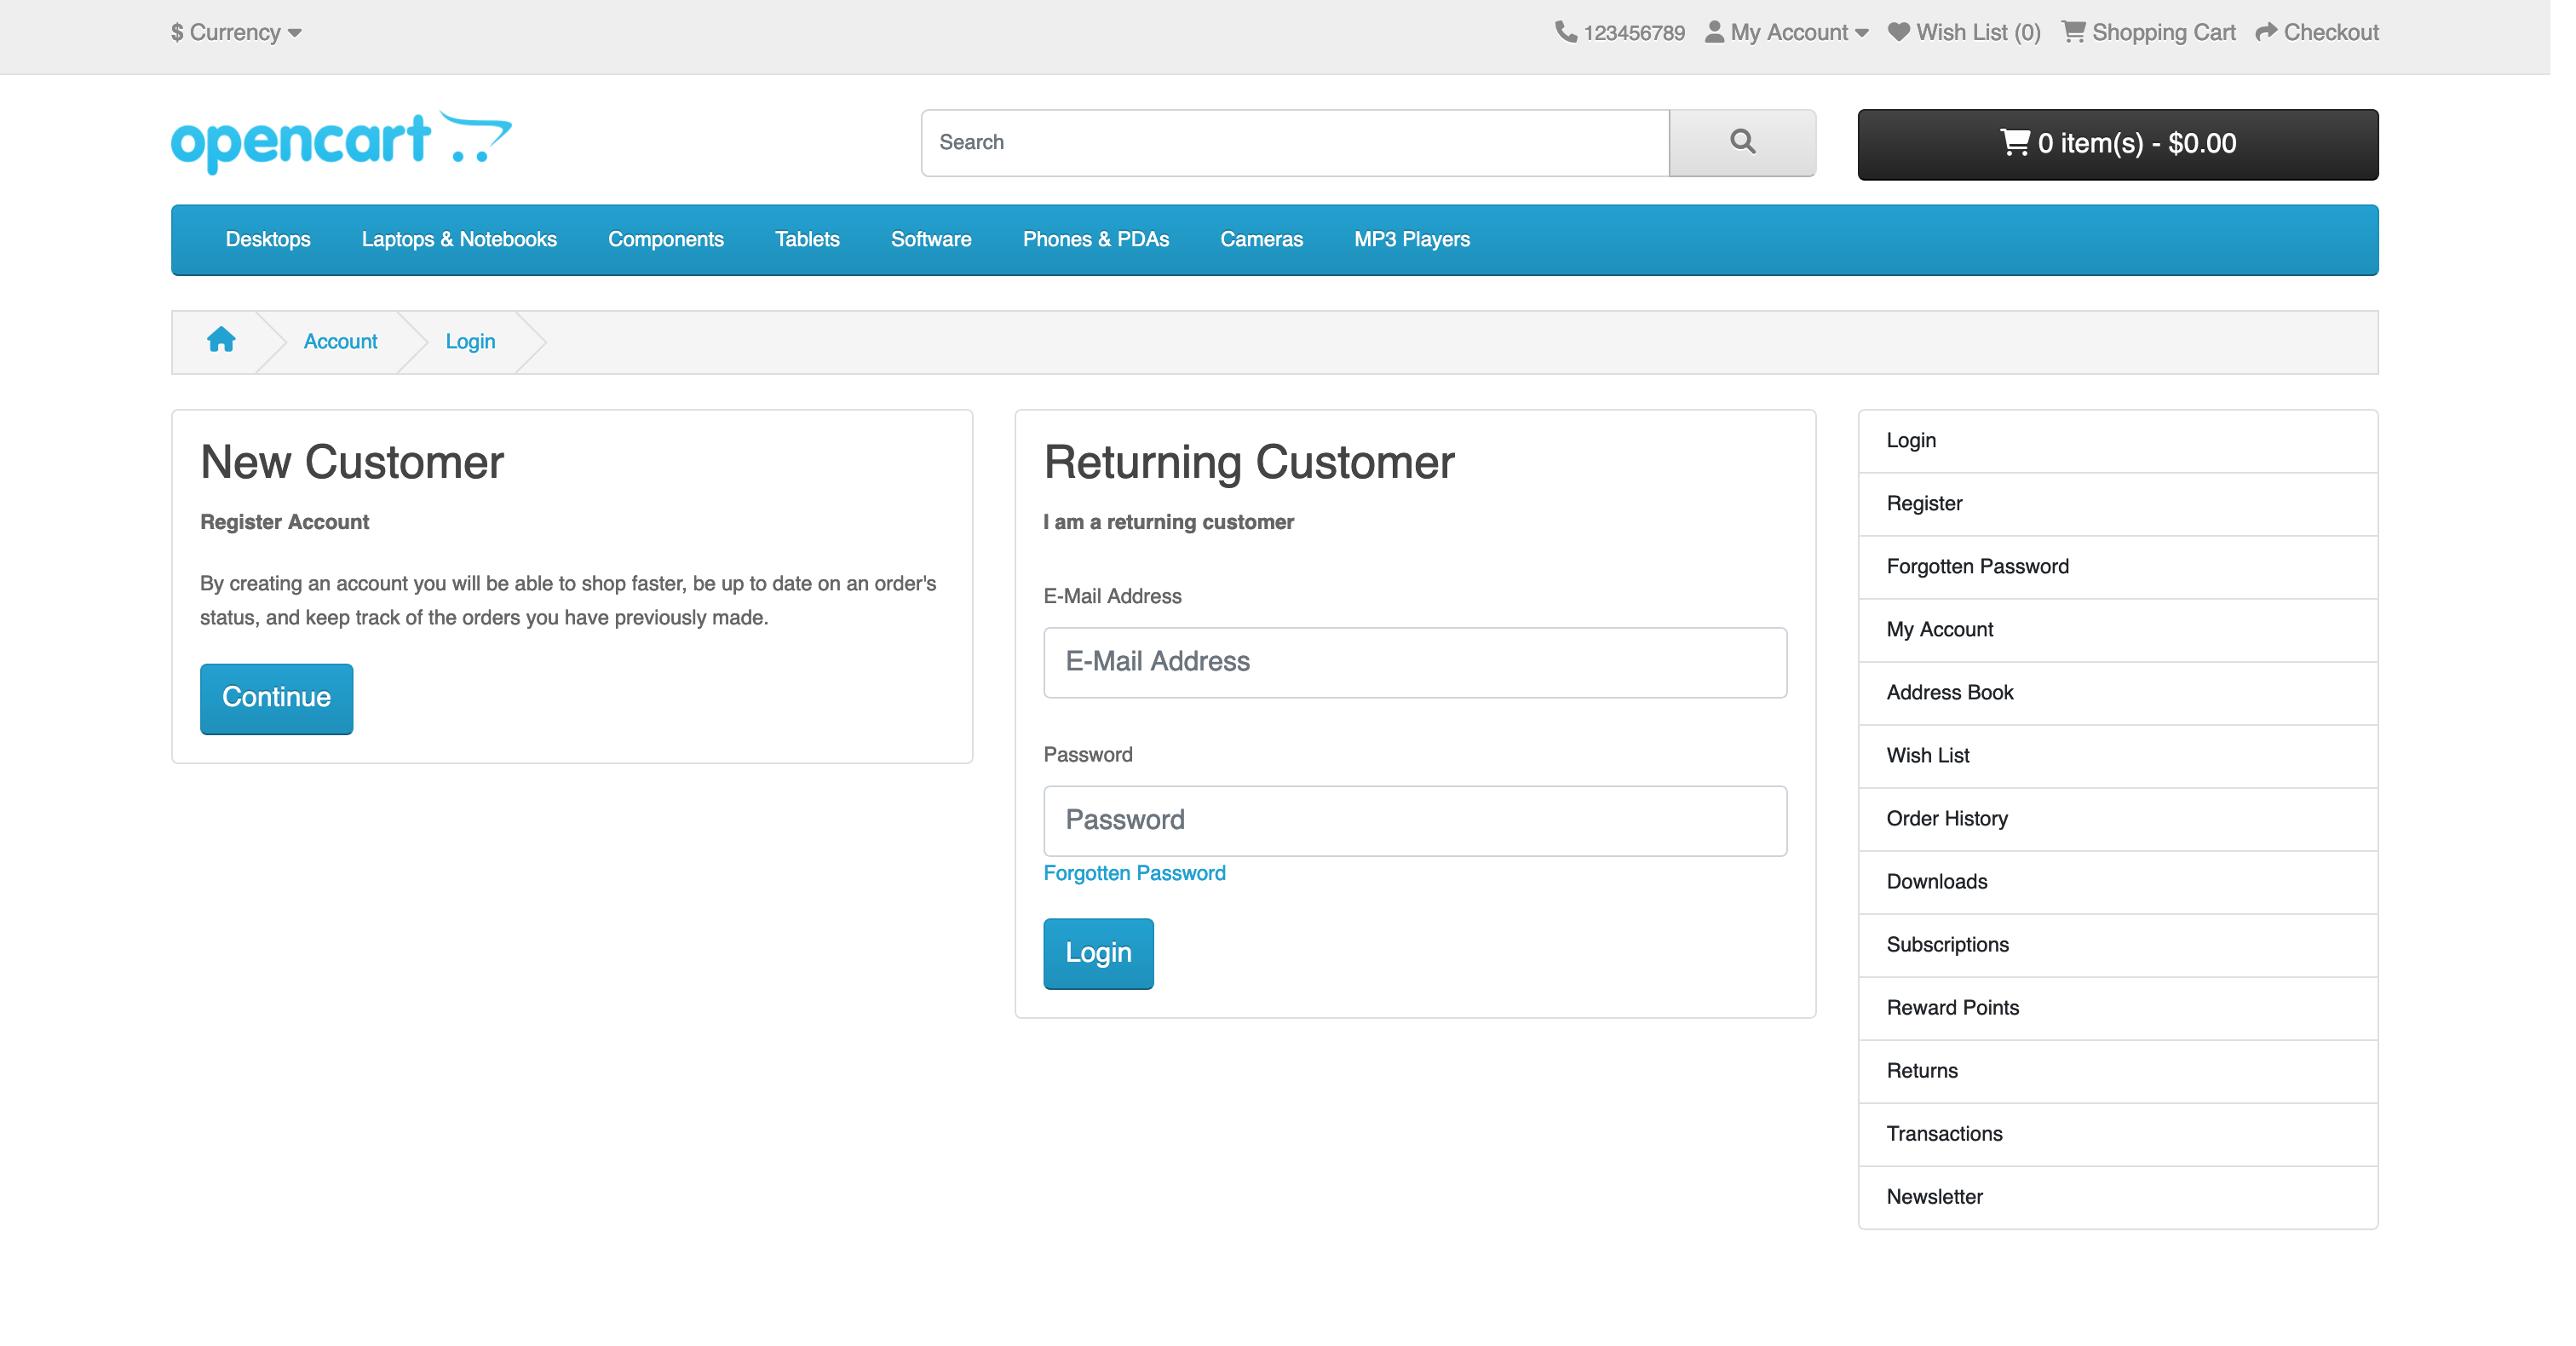 $ Currency
123456789 My Account Wish List (0) Shopping Cart Checkout
opencart
Search
0 item(s) - $0.00
Desktops Laptops & Notebooks Components Tablets Software Phones & PDAs Cameras MP3 Players
Account Login
New Customer
Register Account
By creating an account you will be able to shop faster, be up to date on an order's
status, and keep track of the orders you have previously made.
Continue
Returning Customer
I am a returning customer
E-Mail Address
E-Mail Address
Password
Password
Forgotten Password
Login
Login
Register
Forgotten Password
My Account
Address Book
Wish List
Order History
Downloads
Subscriptions
Reward Points
Returns
Transactions
Newsletter